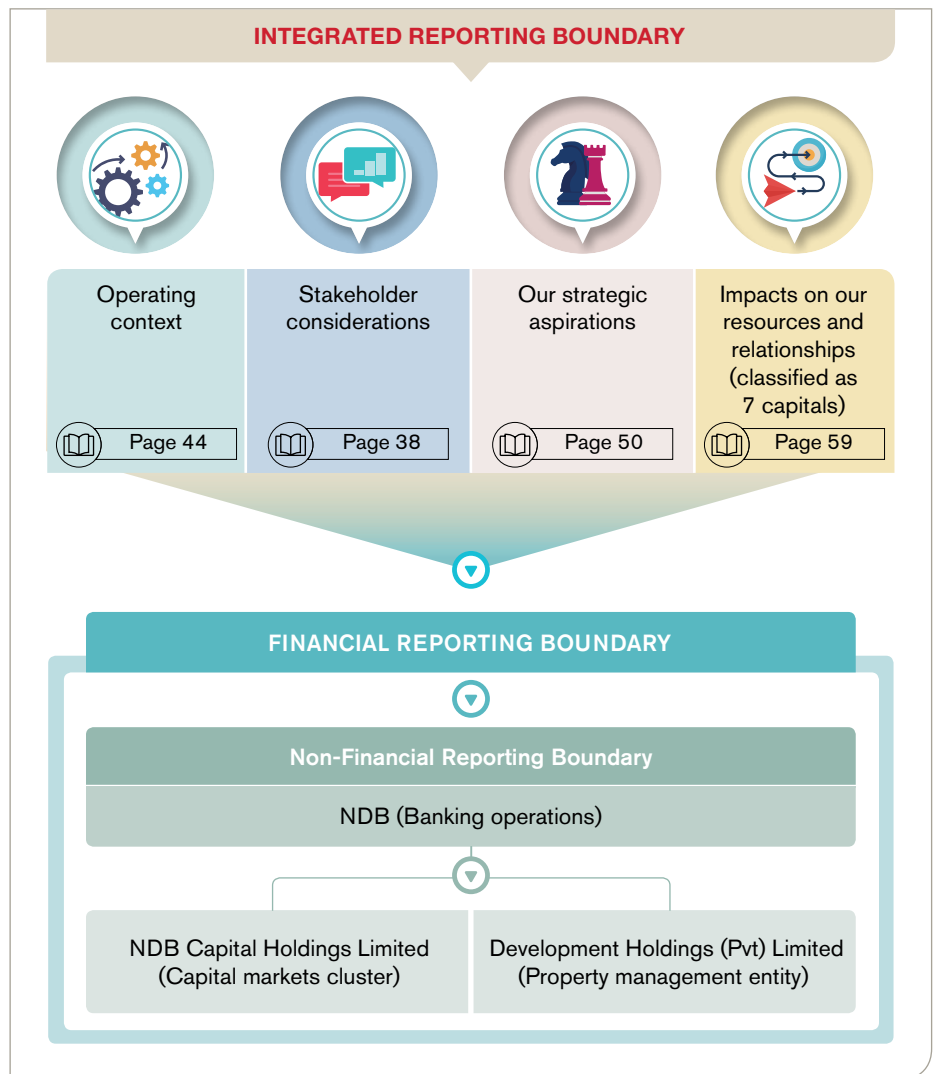 INTEGRATED REPORTING BOUNDARY
Operating
context
Page 44
Stakeholder
considerations
Page 38
Our strategic
aspirations
Page 50
Impacts on our
resources and
relationships
(classified as
7 capitals)
Page 59
FINANCIAL REPORTING BOUNDARY
Non-Financial Reporting Boundary
NDB (Banking operations)
NDB Capital Holdings Limited
(Capital markets cluster)
Development Holdings (Pvt) Limited
(Property management entity)